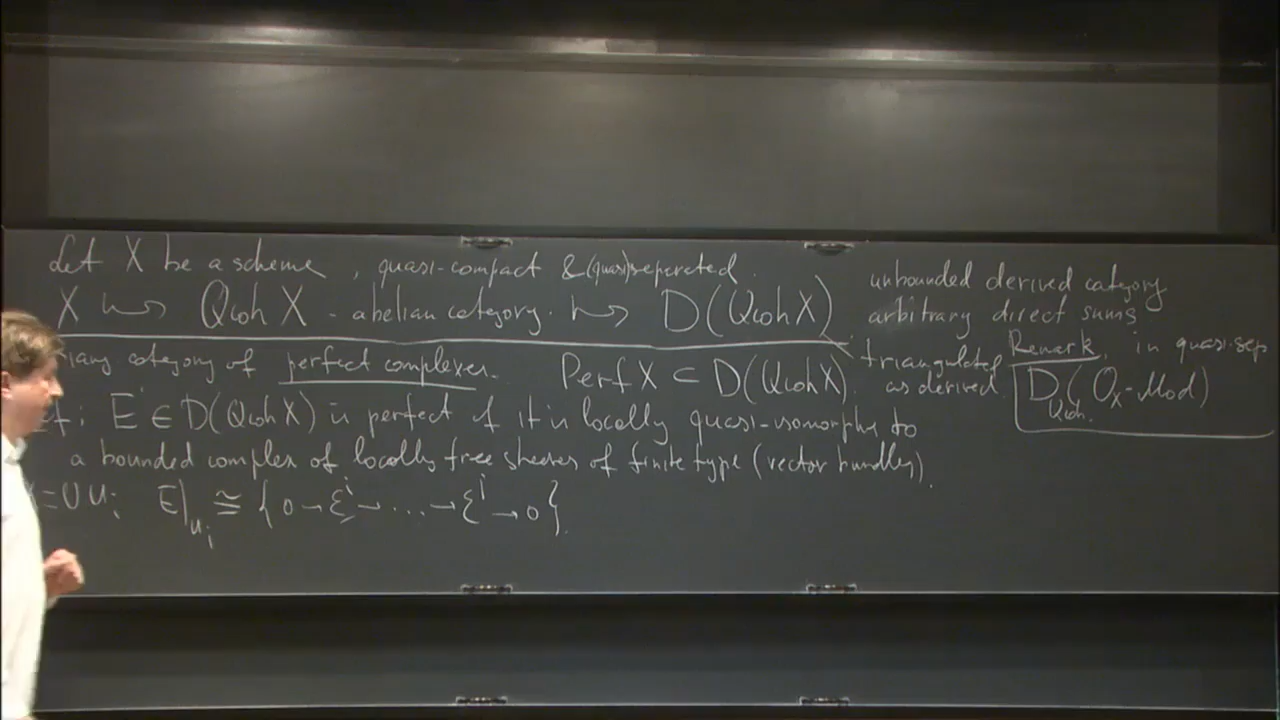 Let X be a scheme, quasi-compact & (quasi)separated.
X ↝ Qcoh X - abelian category. ↝ D(Qcoh X)
unbounded derived category
arbitrary direct sums
triang category of perfect complexes. Perf X ⊂ D(Qcoh X).
triangulated
as derived.
Remark. in quasi-sep
D_Qcoh.(O_X-Mod)
ef: E˙ ∈ D(Qcoh X) is perfect if it is locally quasi-isomorphic to
a bounded complex of locally free sheaves of finite type (vector bundles).
X=∪U_i E|_{U_i} ≅ {0→ℰ^i→...→ℰ^j→0}.